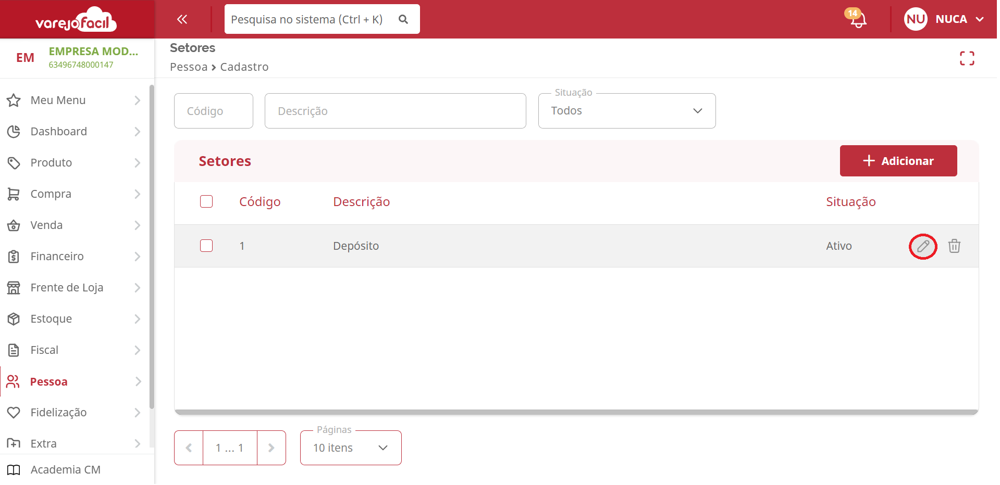 varejofacil
Pesquisa no sistema (Ctrl + K)
14
NU
NUCA
EM
EMPRESA MOD...
63496748000147
Setores
Pessoa > Cadastro
Meu Menu
Dashboard
Produto
Compra
Venda
Financeiro
Frente de Loja
Estoque
Fiscal
Pessoa
Fidelização
Extra
Academia CM
Código
Descrição
Situação
Todos
Setores
+ Adicionar
Código Descrição Situação
1 Depósito Ativo
1 ... 1
Páginas
10 itens